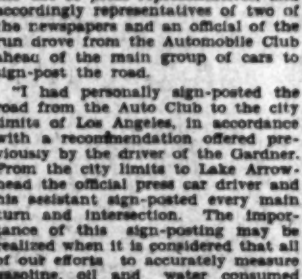 accordingly representatives of two of
the newspapers and an official of the
run drove from the Automobile Club
ahead of the main group of cars to
sign-post the road.
"I had personally sign-posted the
road from the Auto Club to the city
limits of Los Angeles, in accordance
with a recommendation offered pre-
viously by the driver of the Gardner.
From the city limits to Lake Arrow-
head the official press car driver and
his assistant sign-posted every main
turn and intersection. The impor-
tance of this sign-posting may be
realized when it is considered that all
of our efforts to accurately measure
gasoline, oil and water consump-